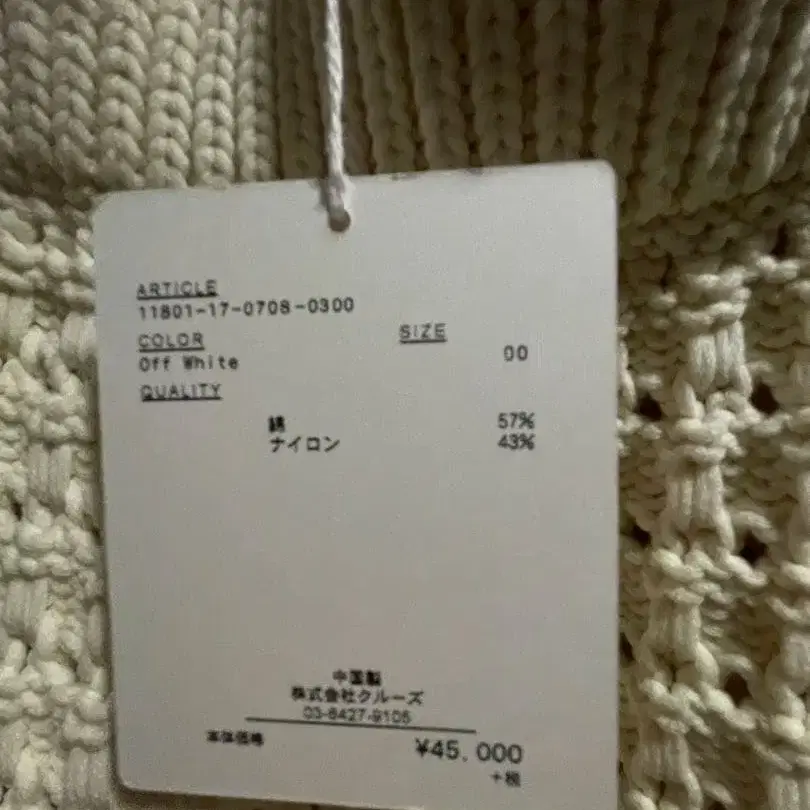 ARTICLE
11801-17-0708-0300
COLOR SIZE
Off White 00
QUALITY
綿 57%
ナイロン 43%
中国製
株式会社クルーズ
03-6427-9105
本体価格 ¥45,000
+税